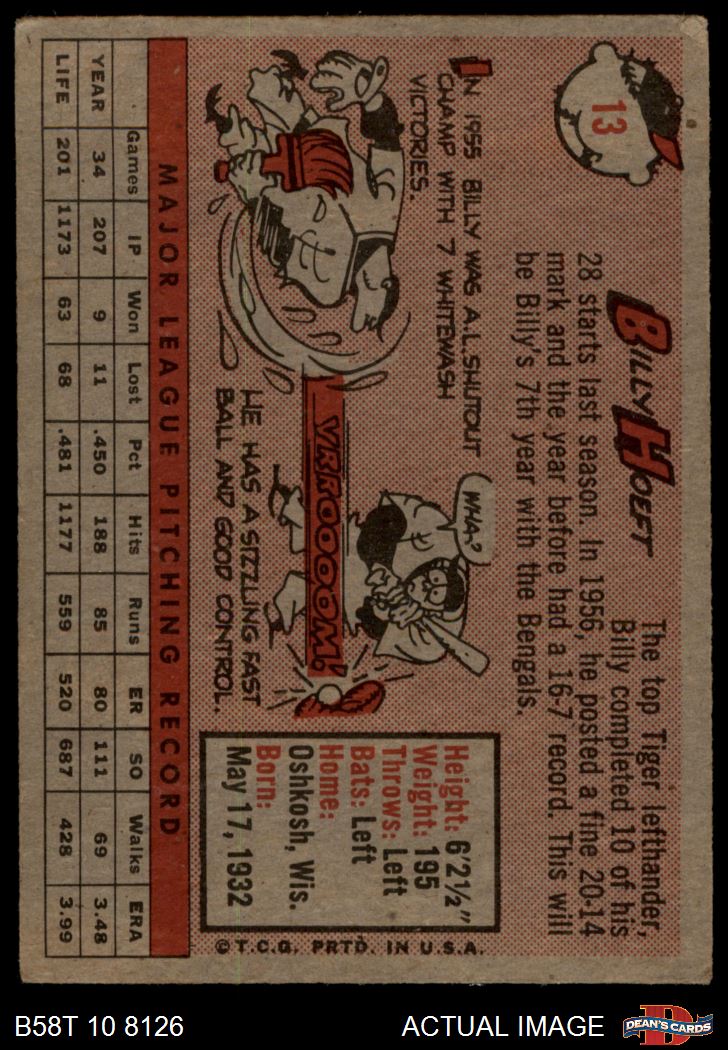 13
BILLY HOEFT
The top Tiger lefthander,
Billy completed 10 of his
28 starts last season. In 1956, he posted a fine 20-14
mark and the year before had a 16-7 record. This will
be Billy's 7th year with the Bengals.
IN 1955 BILLY WAS A.L. SHUTOUT
CHAMP WITH 7 WHITEWASH
VICTORIES.
WHA?
VRROOOOOM!
HE HAS A SIZZLING FAST
BALL AND GOOD CONTROL.
Height: 6'2½"
Weight: 195
Throws: Left
Bats: Left
Home:
Oshkosh, Wis.
Born:
May 17, 1932
© T.C.G. PRTD. IN U.S.A.
MAJOR LEAGUE PITCHING RECORD
Games IP Won Lost Pct Hits Runs ER SO Walks ERA
YEAR 34 207 9 11 .450 188 85 80 111 69 3.48
LIFE 201 1173 63 68 .481 1177 559 520 687 428 3.99
B58T 10 8126
ACTUAL IMAGE
D
DEAN'S CARDS